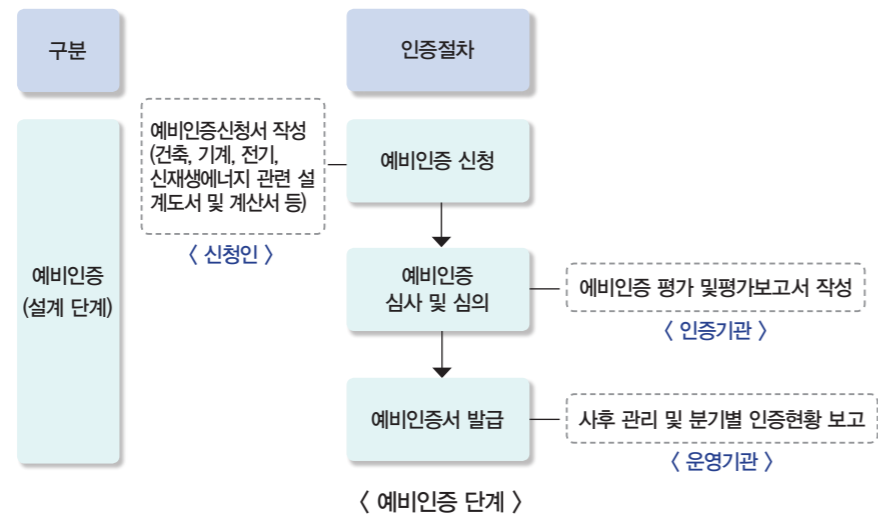 구분
인증절차
예비인증신청서 작성
(건축, 기계, 전기,
신재생에너지 관련 설
계도서 및 계산서 등)
〈 신청인 〉
예비인증 신청
예비인증
(설계 단계)
예비인증
심사 및 심의
에비인증 평가 및평가보고서 작성
〈 인증기관 〉
예비인증서 발급
사후 관리 및 분기별 인증현황 보고
〈 운영기관 〉
〈 예비인증 단계 〉